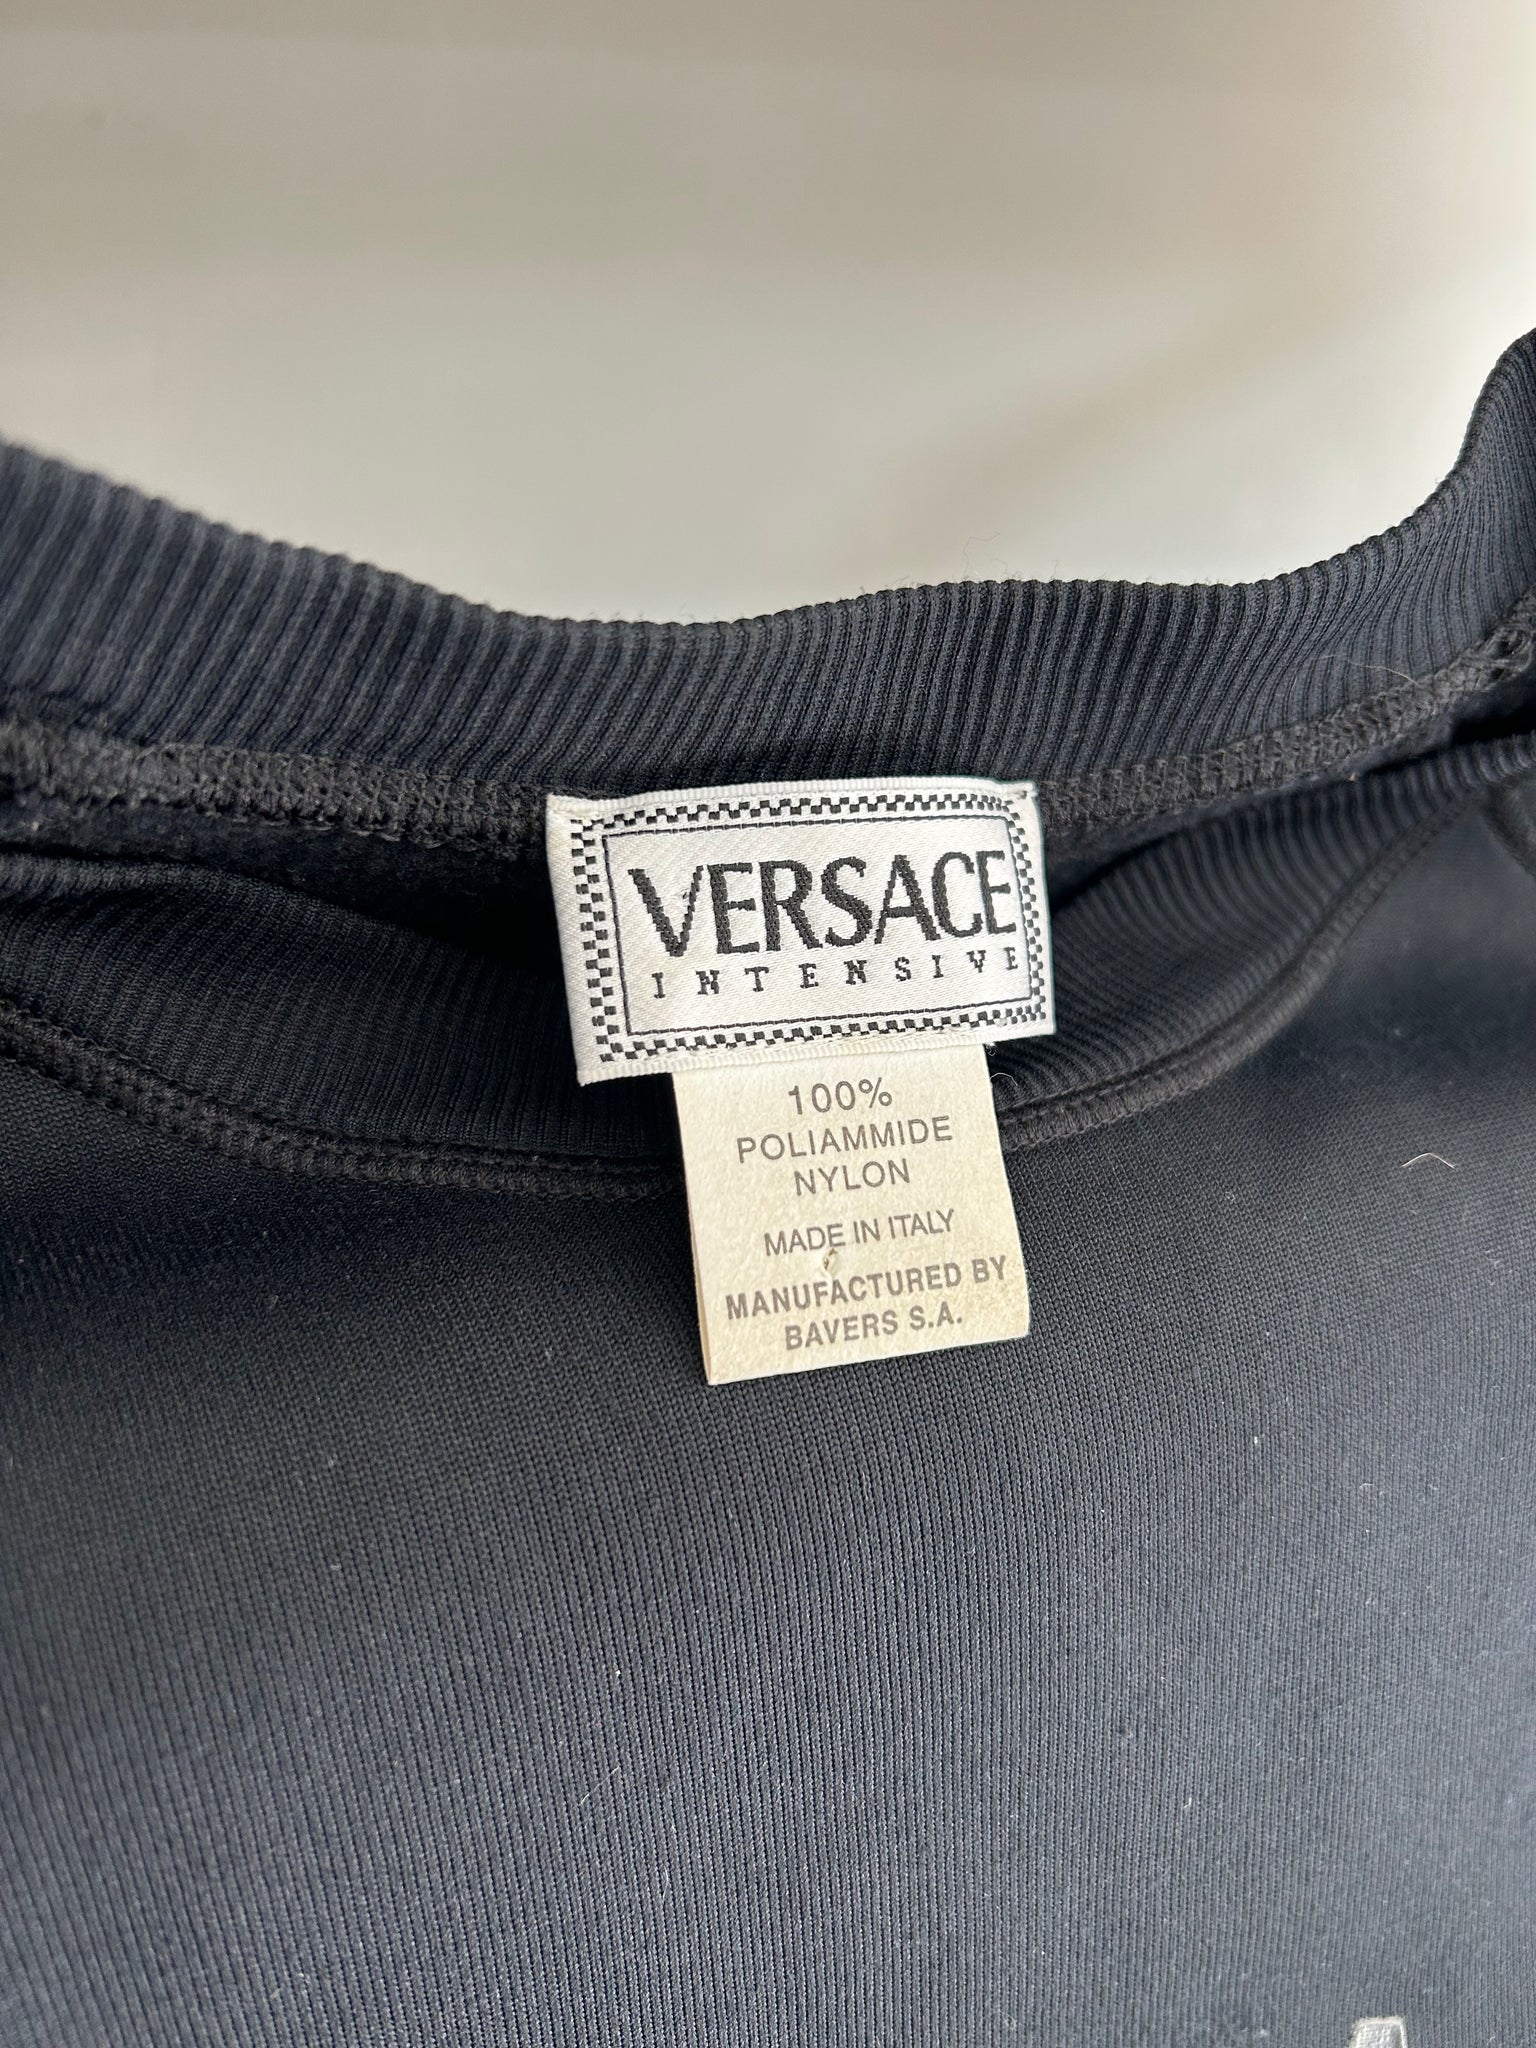 VERSACE
INTENSIVE
100%
POLIAMMIDE
NYLON
MADE IN ITALY
MANUFACTURED BY
BAVERS S.A.